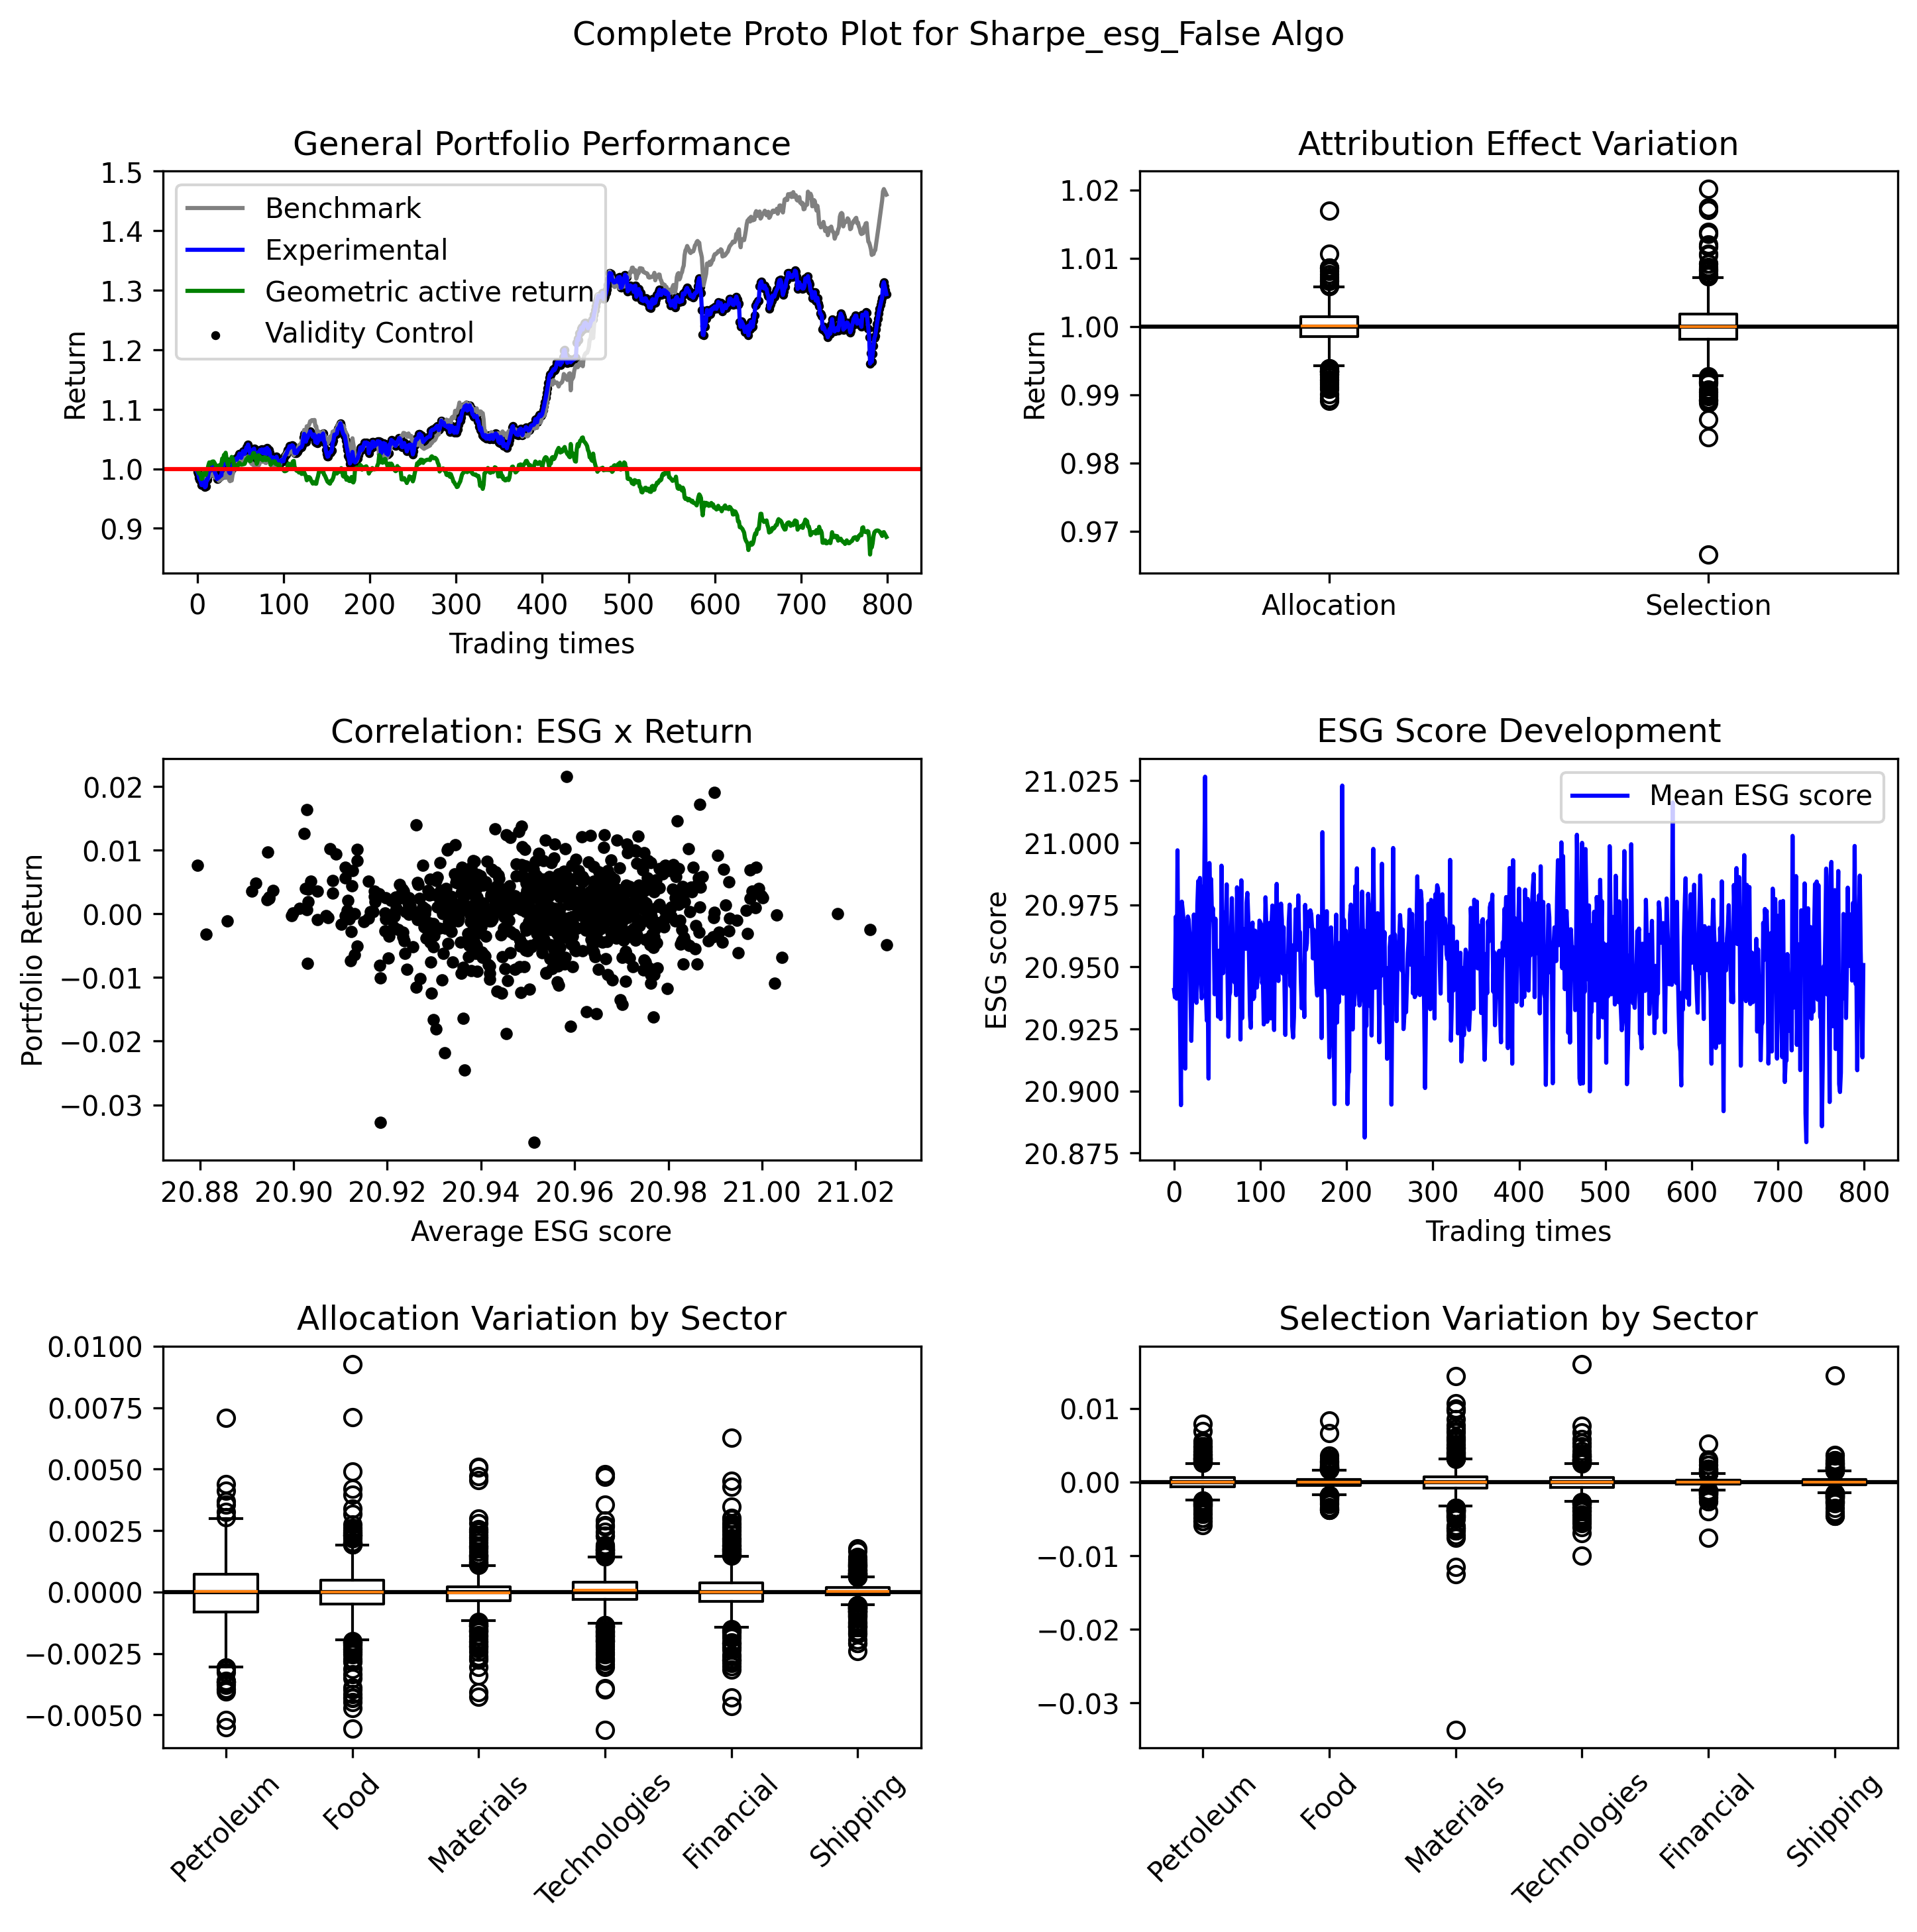 Complete Proto Plot for Sharpe_esg_False Algo
General Portfolio Performance
1.5
1.4
1.3
1.2
1.1
1.0
0.9
Return
Benchmark
Experimental
Geometric active return
Validity Control
0 100 200 300 400 500 600 700 800
Trading times
Attribution Effect Variation
1.02
1.01
1.00
0.99
0.98
0.97
Return
Allocation Selection
Correlation: ESG x Return
0.02
0.01
0.00
−0.01
−0.02
−0.03
Portfolio Return
20.88 20.90 20.92 20.94 20.96 20.98 21.00 21.02
Average ESG score
ESG Score Development
21.025
21.000
20.975
20.950
20.925
20.900
20.875
ESG score
Mean ESG score
0 100 200 300 400 500 600 700 800
Trading times
Allocation Variation by Sector
0.0100
0.0075
0.0050
0.0025
0.0000
−0.0025
−0.0050
Petroleum Food Materials Technologies Financial Shipping
Selection Variation by Sector
0.01
0.00
−0.01
−0.02
−0.03
Petroleum Food Materials Technologies Financial Shipping